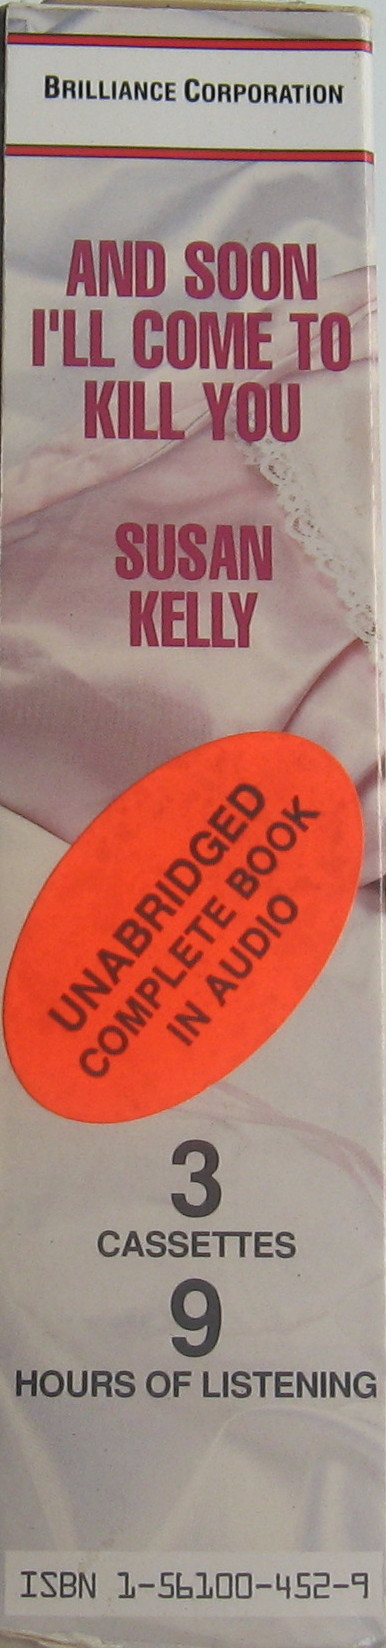 BRILLIANCE CORPORATION
AND SOON
I'LL COME TO
KILL YOU
SUSAN
KELLY
UNABRIDGED
COMPLETE BOOK
IN AUDIO
3
CASSETTES
9
HOURS OF LISTENING
ISBN 1-56100-452-9